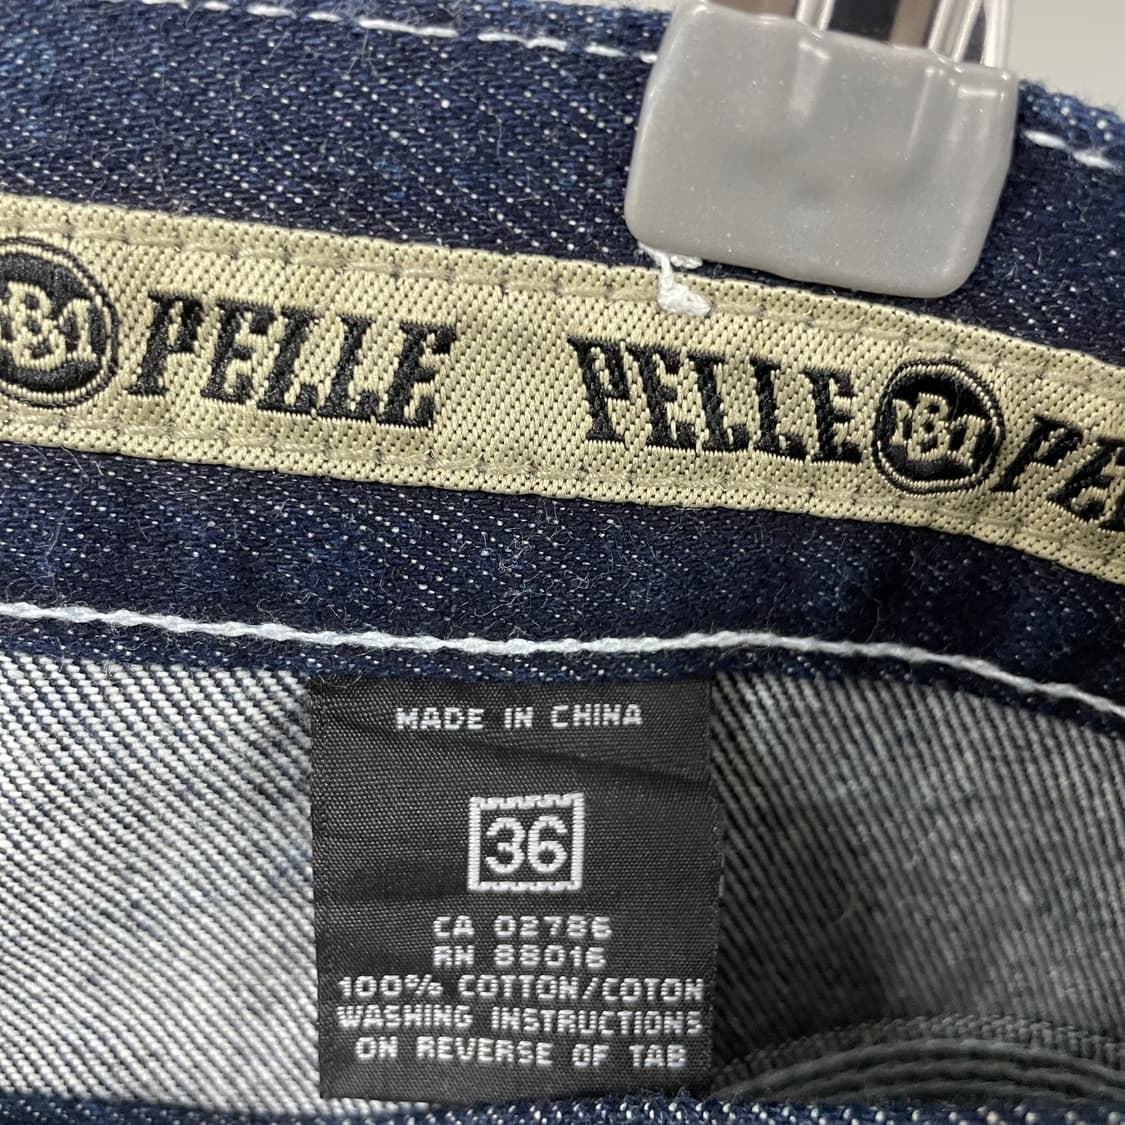 PELLE PELLE
MADE IN CHINA
36
CA 02786
RN 88016
100% COTTON/COTON
WASHING INSTRUCTIONS
ON REVERSE OF TAB